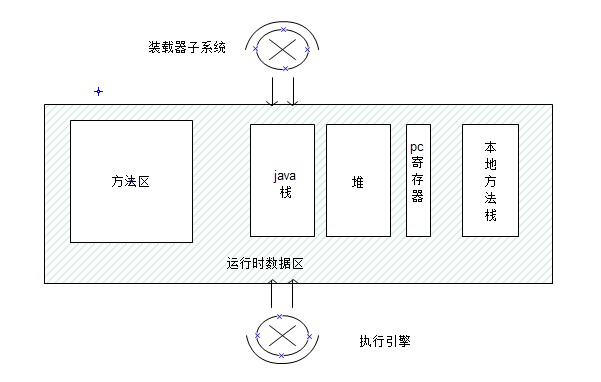 装载器子系统
方法区
java
栈
堆
pc
寄
存
器
本
地
方
法
栈
运行时数据区
执行引擎